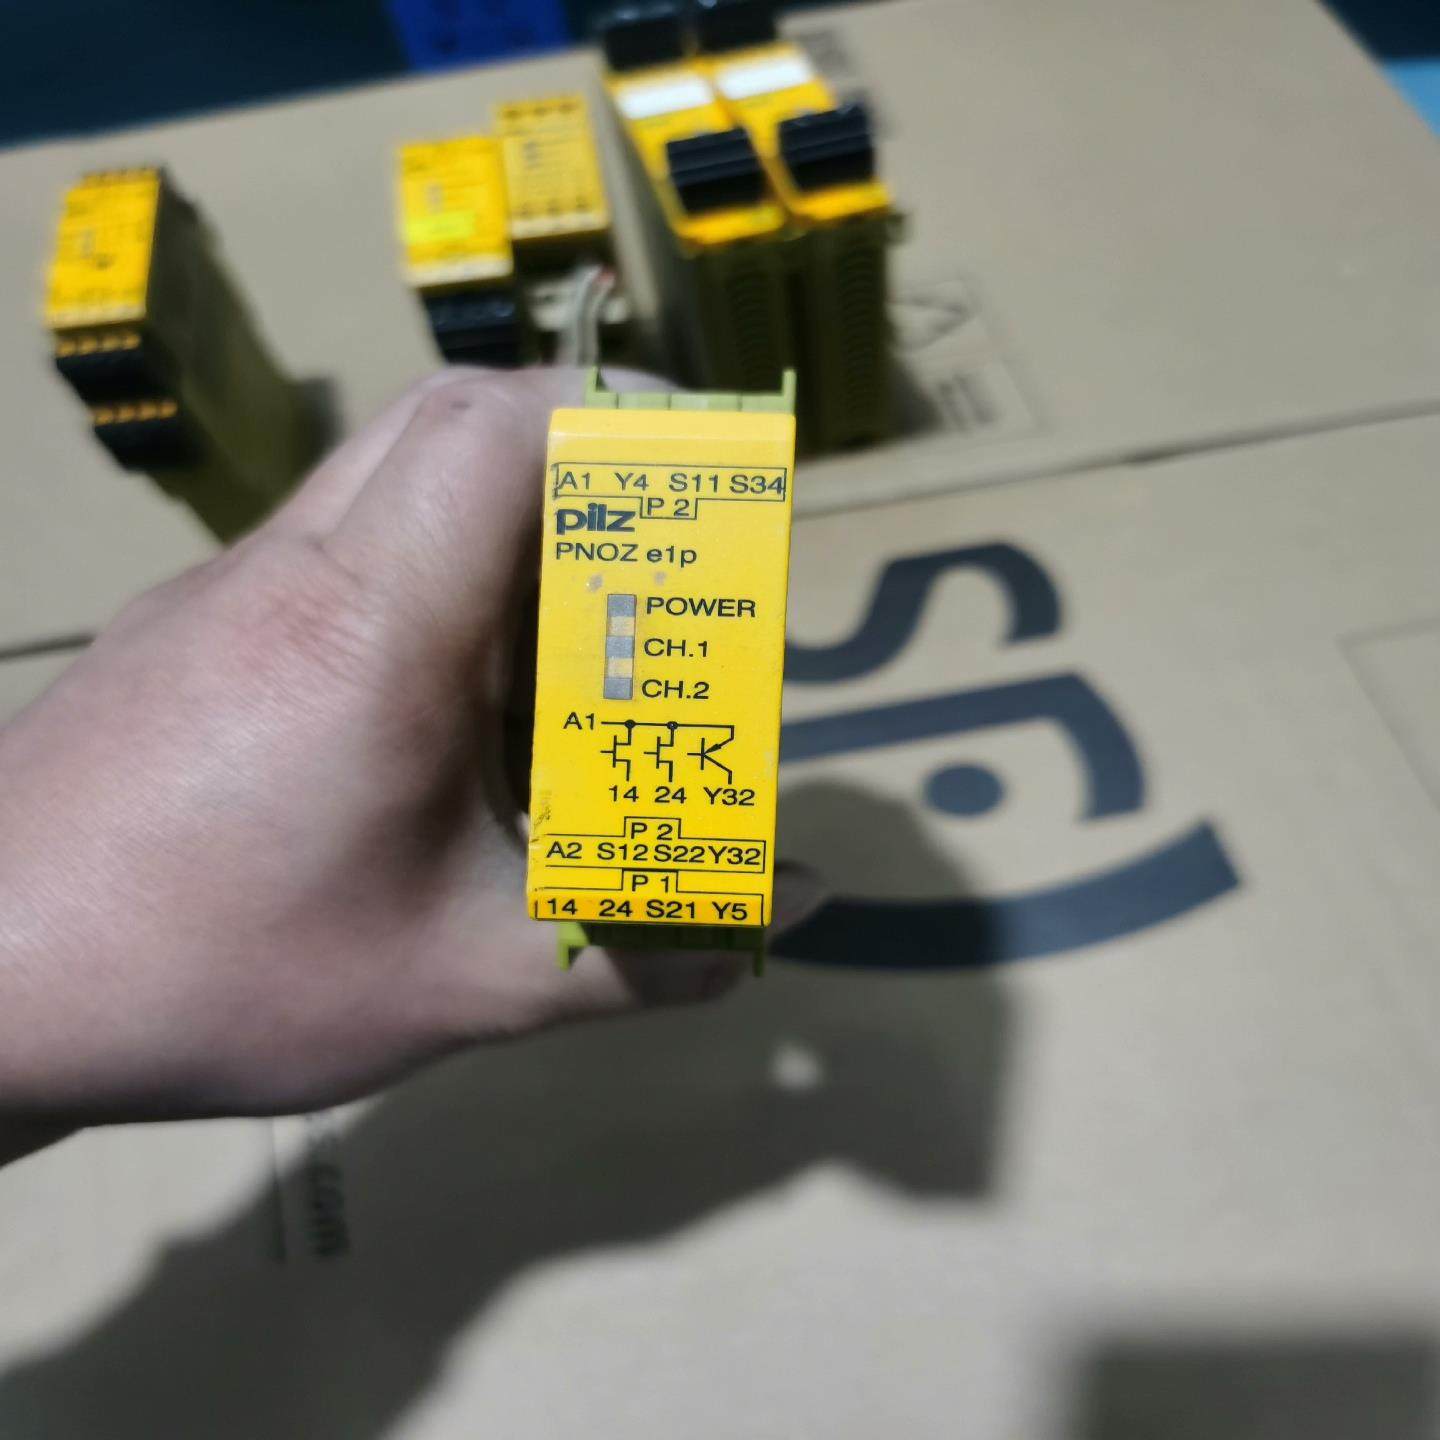 A1 Y4 S11 S34
P 2
pilz
PNOZ e1p
POWER
CH.1
CH.2
A1
14 24 Y32
P 2
A2 S12 S22 Y32
P 1
14 24 S21 Y5